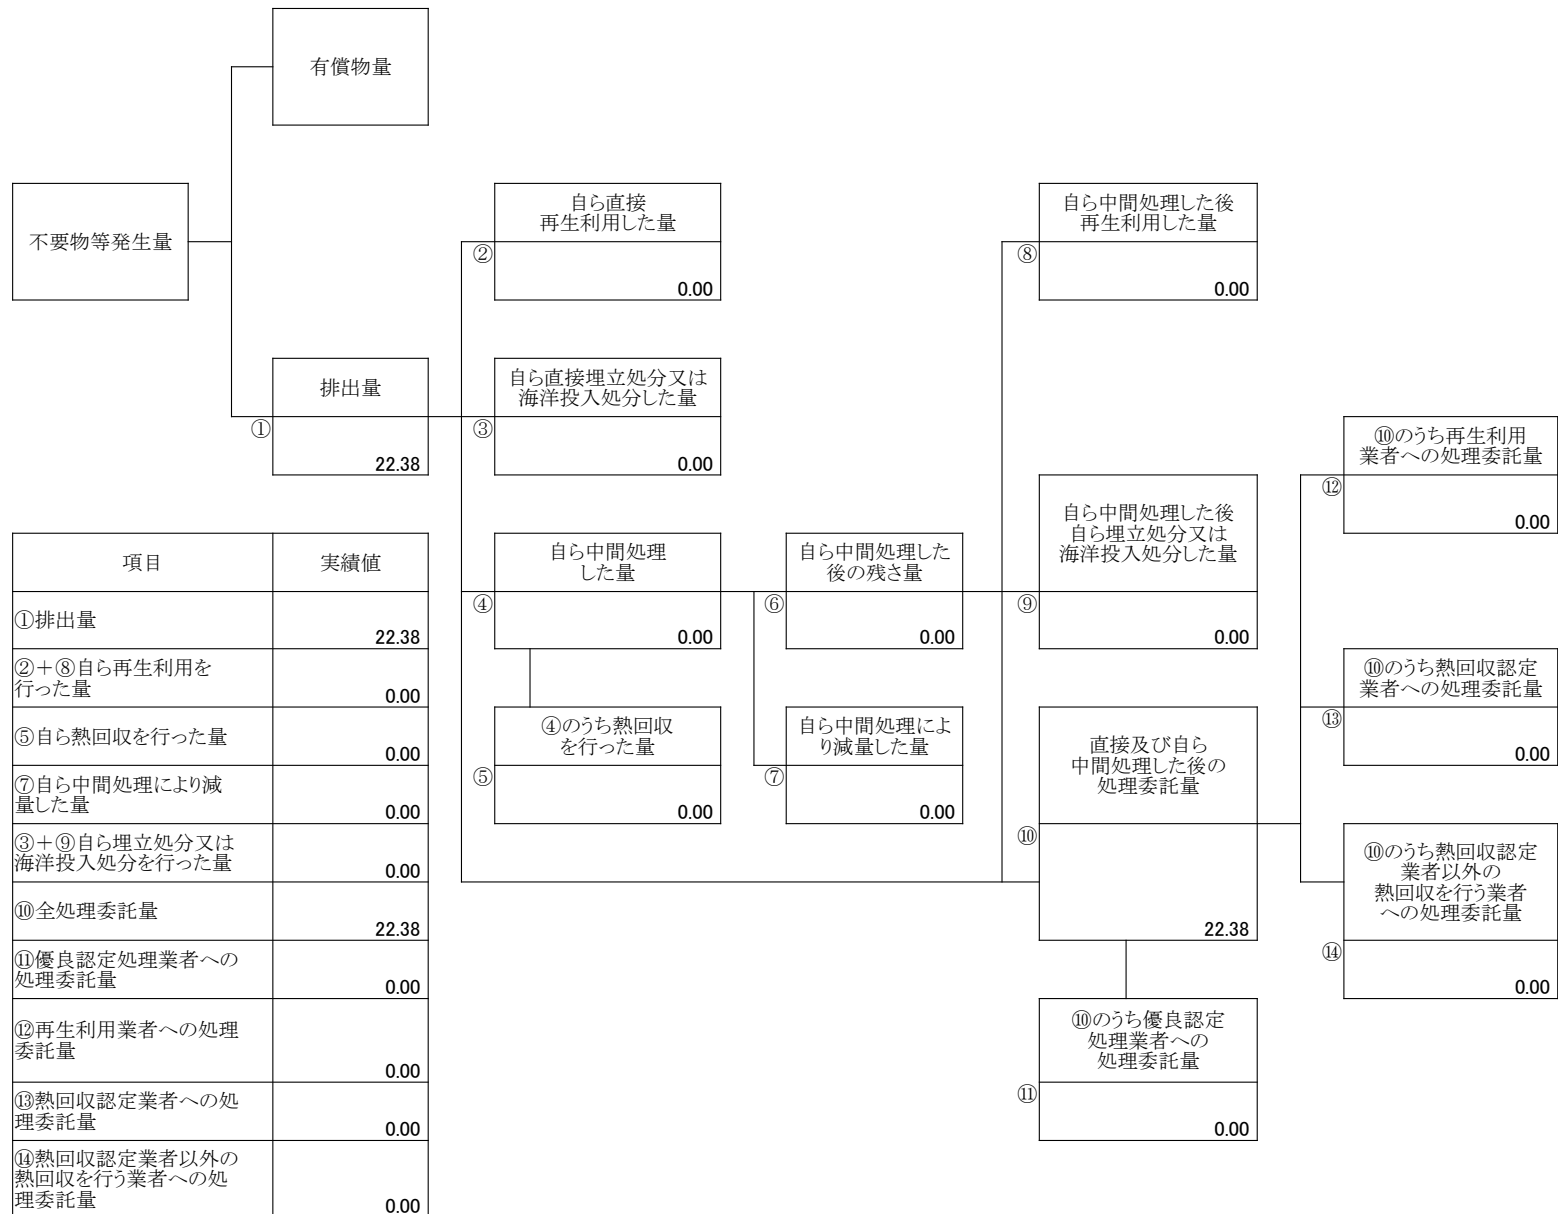 有償物量
不要物等発生量
排出量
①
22.38
自ら直接
再生利用した量
②
0.00
自ら直接埋立処分又は
海洋投入処分した量
③
0.00
自ら中間処理
した量
④
0.00
④のうち熱回収
を行った量
⑤
0.00
自ら中間処理した
後の残さ量
⑥
0.00
自ら中間処理によ
り減量した量
⑦
0.00
自ら中間処理した後
再生利用した量
⑧
0.00
自ら中間処理した後
自ら埋立処分又は
海洋投入処分した量
⑨
0.00
直接及び自ら
中間処理した後の
処理委託量
⑩
22.38
⑩のうち優良認定
処理業者への
処理委託量
⑪
0.00
⑩のうち再生利用
業者への処理委託量
⑫
0.00
⑩のうち熱回収認定
業者への処理委託量
⑬
0.00
⑩のうち熱回収認定
業者以外の
熱回収を行う業者
への処理委託量
⑭
0.00
項目 実績値
①排出量
22.38
②＋⑧自ら再生利用を
行った量
0.00
⑤自ら熱回収を行った量
0.00
⑦自ら中間処理により減
量した量
0.00
③＋⑨自ら埋立処分又は
海洋投入処分を行った量
0.00
⑩全処理委託量
22.38
⑪優良認定処理業者への
処理委託量
0.00
⑫再生利用業者への処理
委託量
0.00
⑬熱回収認定業者への処
理委託量
0.00
⑭熱回収認定業者以外の
熱回収を行う業者への処
理委託量
0.00